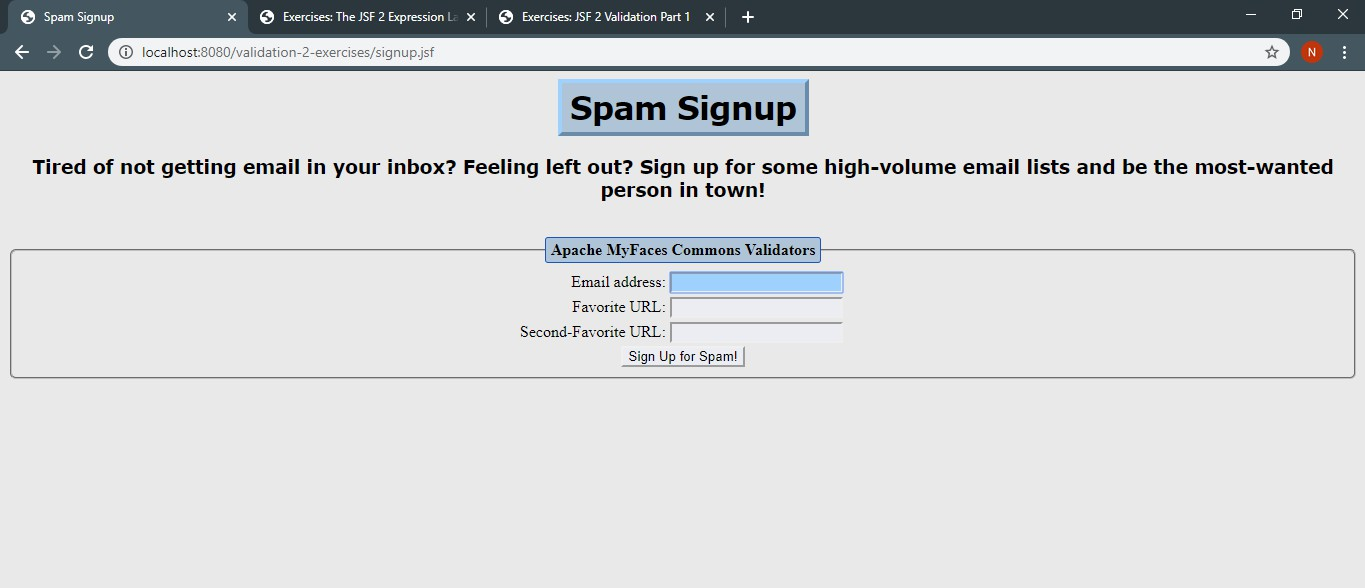 Spam Signup
Exercises: The JSF 2 Expression La
Exercises: JSF 2 Validation Part 1
localhost:8080/validation-2-exercises/signup.jsf
N
Spam Signup
Tired of not getting email in your inbox? Feeling left out? Sign up for some high-volume email lists and be the most-wanted
person in town!
Apache MyFaces Commons Validators
Email address:
Favorite URL:
Second-Favorite URL:
Sign Up for Spam!